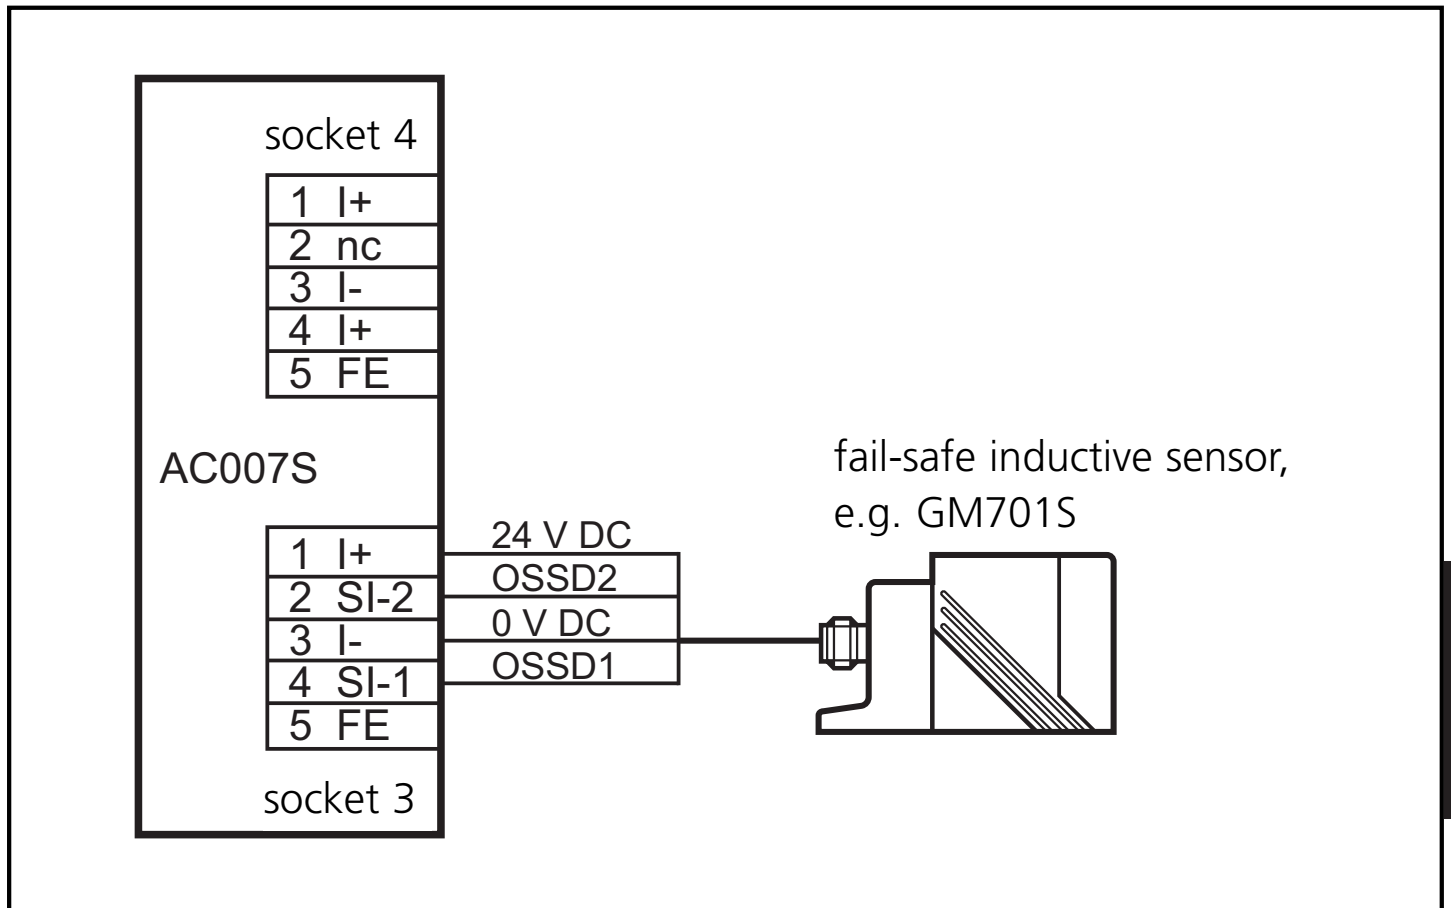 socket 4
1 I+
2 nc
3 I-
4 I+
5 FE
AC007S
fail-safe inductive sensor,
e.g. GM701S
1 I+
2 SI-2
3 I-
4 SI-1
5 FE
24 V DC
OSSD2
0 V DC
OSSD1
socket 3